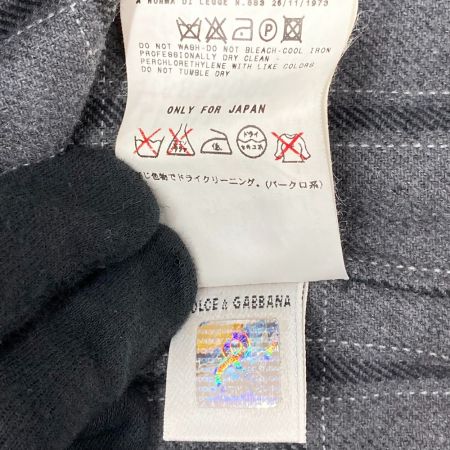 A NORMA DI LEGGE N.883 26/11/1973
DO NOT WASH-DO NOT BLEACH-COOL IRON
PROFESSIONALLY DRY CLEAN -
PERCHLORETHYLENE WITH LIKE COLORS
DO NOT TUMBLE DRY
ONLY FOR JAPAN
ドライ
セキユ系
じ色物でドライクリーニング。(パークロ系)
DOLCE & GABBANA